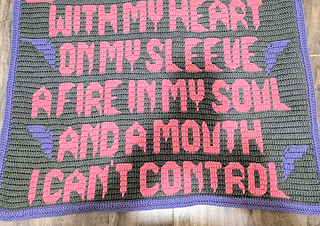 WITH MY HEART
ON MY SLEEVE
A FIRE IN MY SOUL
AND A MOUTH
I CAN'T CONTROL